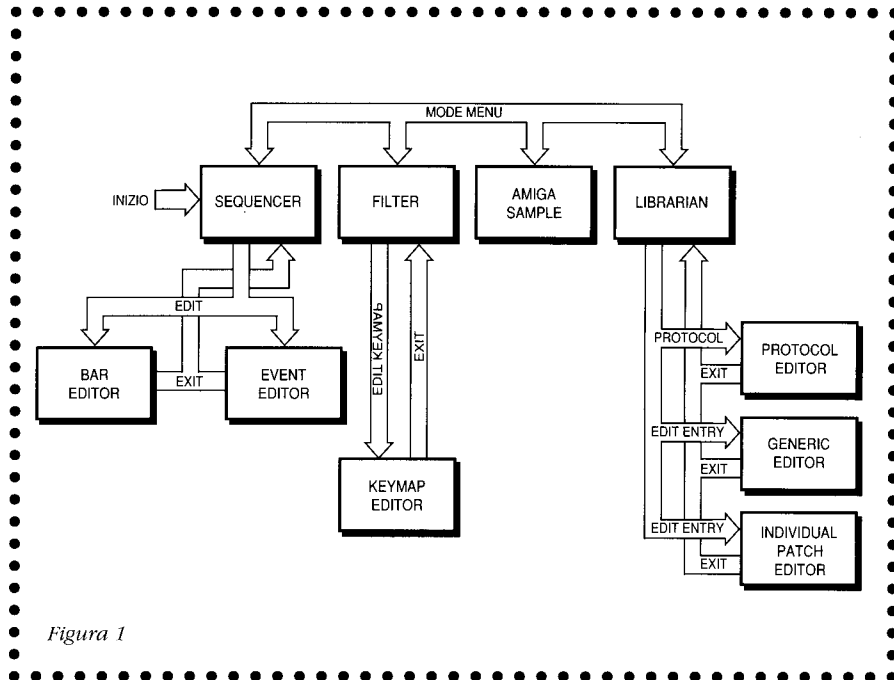 MODE MENU
INIZIO
SEQUENCER
FILTER
AMIGA
SAMPLE
LIBRARIAN
EDIT
BAR
EDITOR
EXIT
EVENT
EDITOR
EDIT KEYMAP
EXIT
KEYMAP
EDITOR
PROTOCOL
EXIT
PROTOCOL
EDITOR
EDIT ENTRY
EXIT
GENERIC
EDITOR
EDIT ENTRY
EXIT
INDIVIDUAL
PATCH
EDITOR
Figura 1